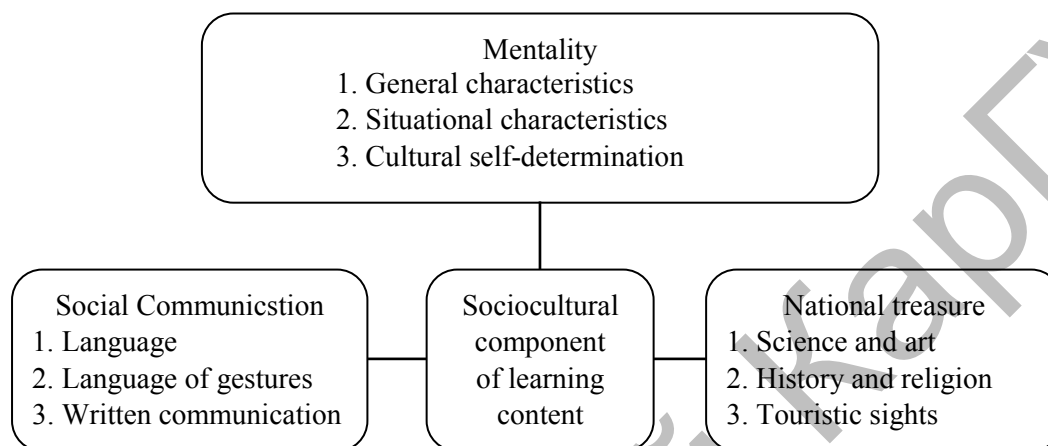 Mentality
1. General characteristics
2. Situational characteristics
3. Cultural self-determination
Social Communicstion
1. Language
2. Language of gestures
3. Written communication
Sociocultural
component
of learning
content
National treasure
1. Science and art
2. History and religion
3. Touristic sights